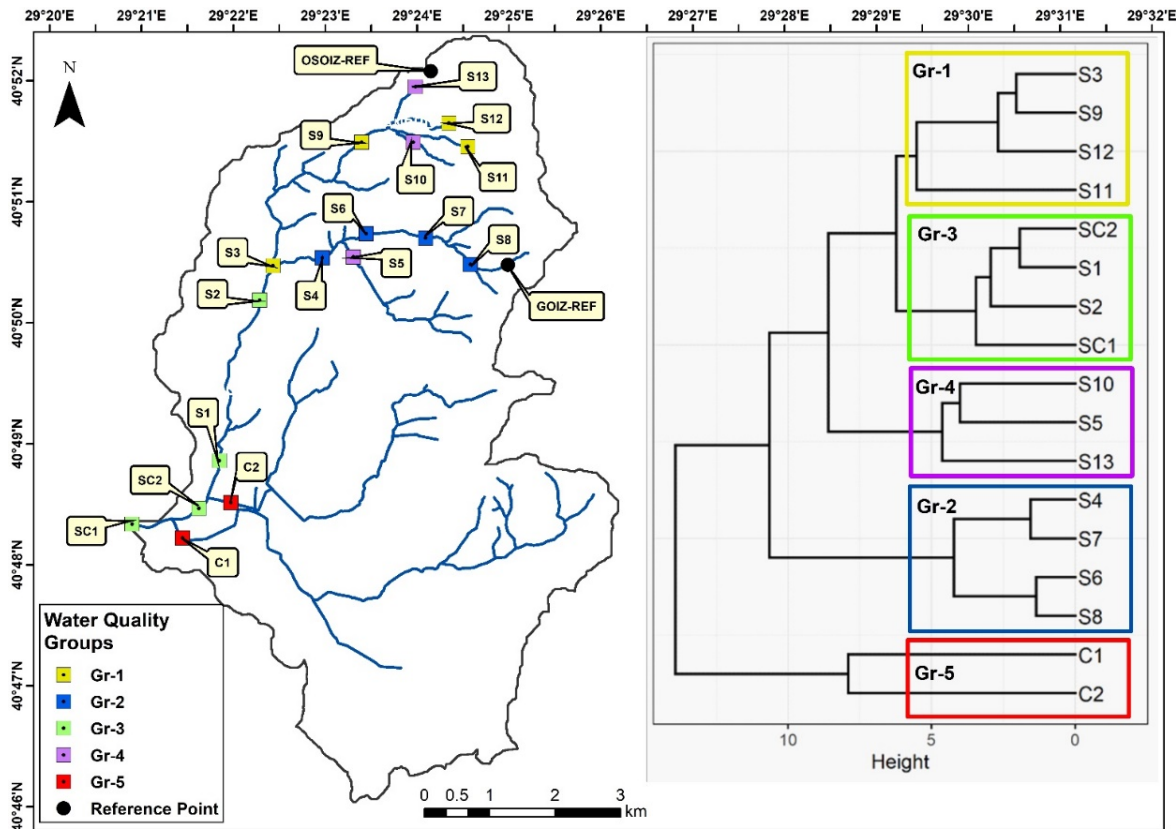 29°20'E 29°21'E 29°22'E 29°23'E 29°24'E 29°25'E 29°26'E 29°27'E 29°28'E 29°29'E 29°30'E 29°31'E 29°32'E
40°52'N
40°51'N
40°50'N
40°49'N
40°48'N
40°47'N
40°46'N
N
OSOIZ-REF
S13
S12
S9
S10
S11
S6
S7
S3
S8
S4
S5
S2
GOIZ-REF
S1
C2
SC2
SC1
C1
Water Quality
Groups
Gr-1
Gr-2
Gr-3
Gr-4
Gr-5
Reference Point
0 0.5 1 2 3
km
Gr-1
S3
S9
S12
S11
Gr-3
SC2
S1
S2
SC1
Gr-4
S10
S5
S13
Gr-2
S4
S7
S6
S8
Gr-5
C1
C2
10 5 0
Height